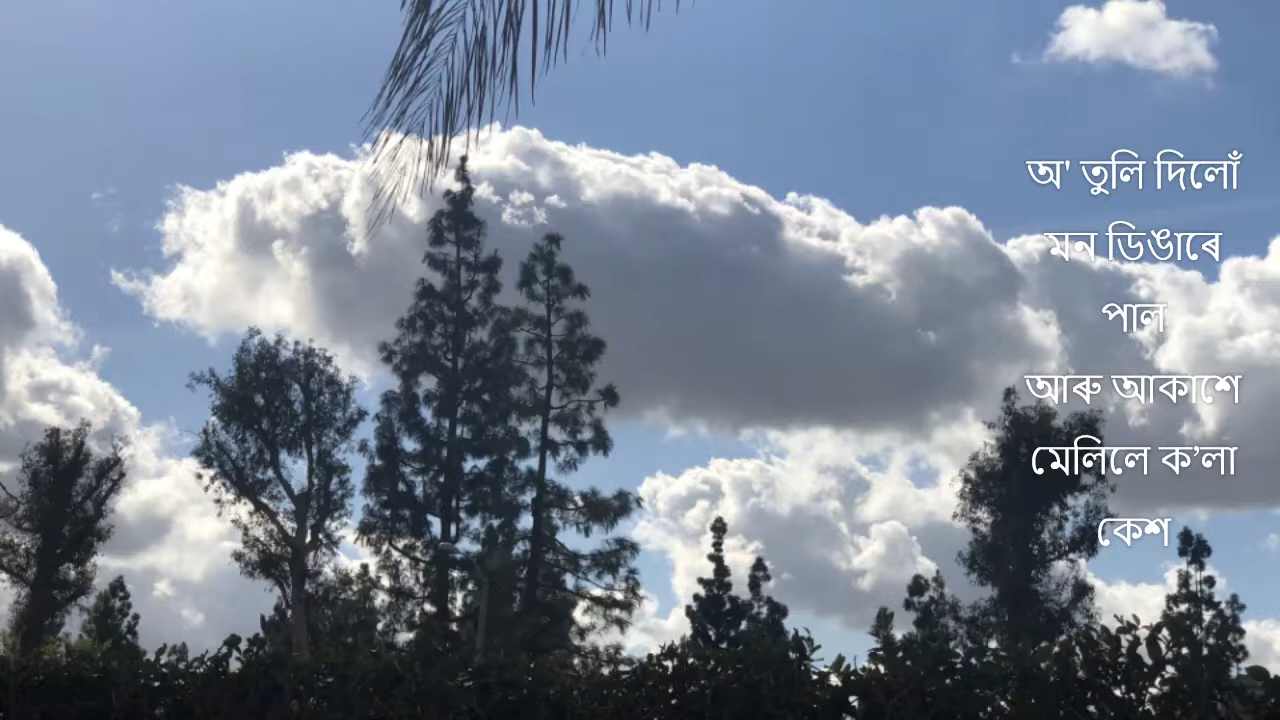 অ' তুলি দিলোঁ
মন ডিঙাৰে
পাল
আৰু আকাশে
মেলিলে ক’লা
কেশ